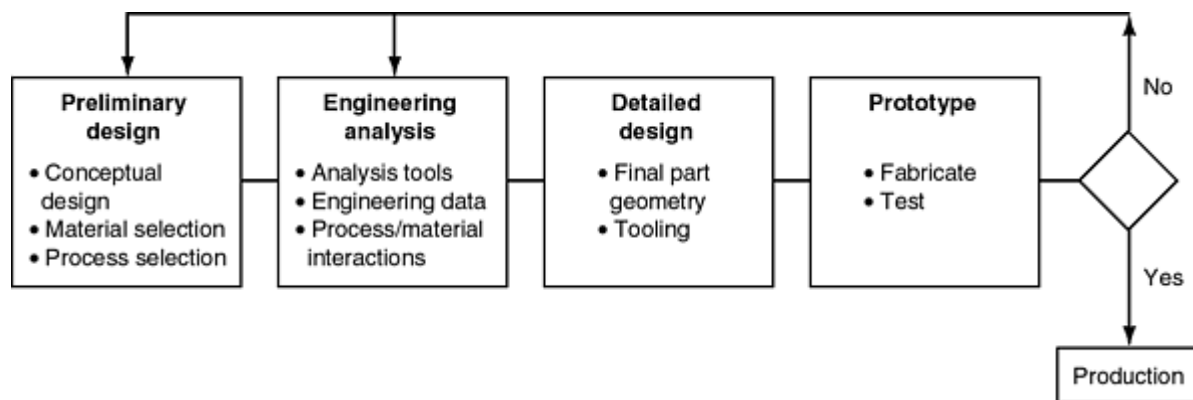 Preliminary
design
• Conceptual
design
• Material selection
• Process selection
Engineering
analysis
• Analysis tools
• Engineering data
• Process/material
interactions
Detailed
design
• Final part
geometry
• Tooling
Prototype
• Fabricate
• Test
No
Yes
Production